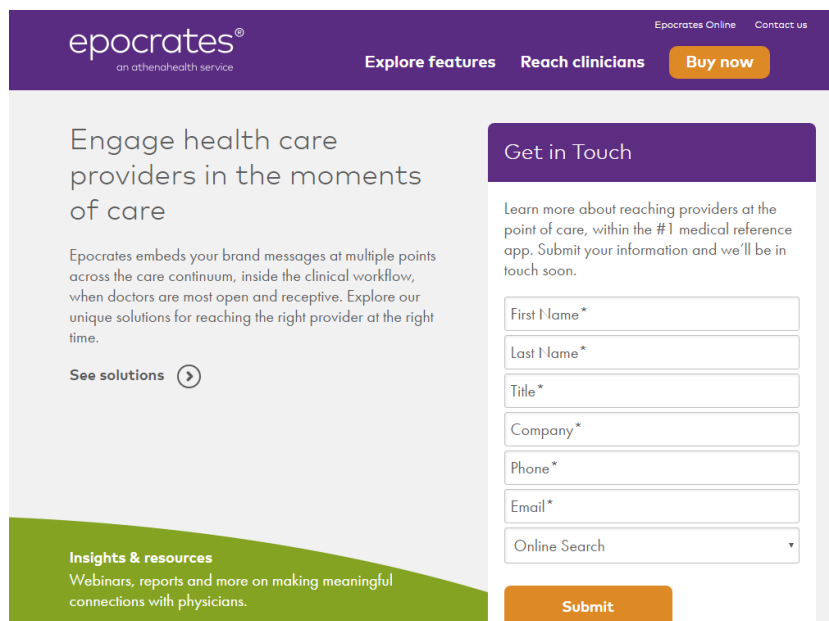 Epocrates Online Contact us
epocrates®
an athenahealth service
Explore features Reach clinicians Buy now
Engage health care
providers in the moments
of care
Epocrates embeds your brand messages at multiple points
across the care continuum, inside the clinical workflow,
when doctors are most open and receptive. Explore our
unique solutions for reaching the right provider at the right
time.
See solutions
Insights & resources
Webinars, reports and more on making meaningful
connections with physicians.
Get in Touch
Learn more about reaching providers at the
point of care, within the #1 medical reference
app. Submit your information and we'll be in
touch soon.
First Name*
Last Name*
Title*
Company*
Phone*
Email*
Online Search
Submit